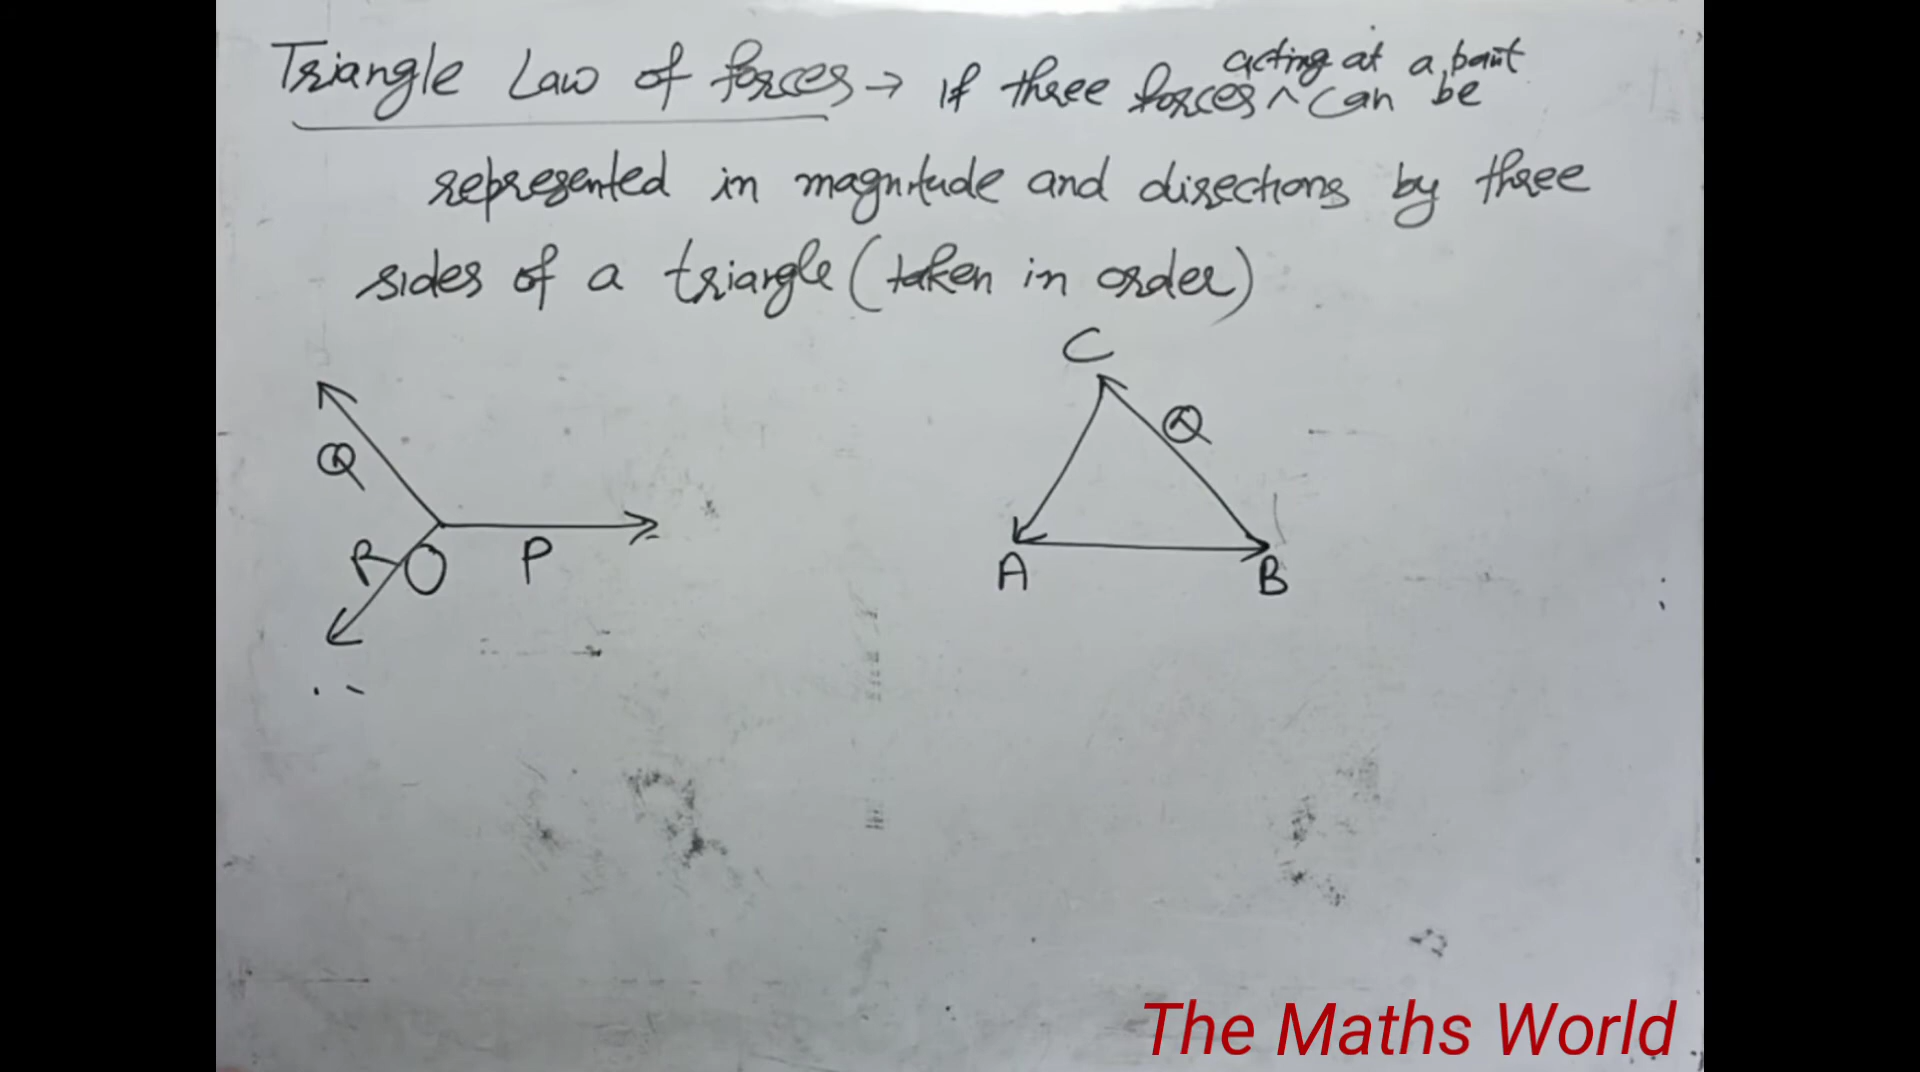 Triangle Law of forces → If three forces ^ can be
acting at a point
represented in magnitude and directions by three
sides of a triangle (taken in order)
C
Q
Q
R O P
A B
The Maths World